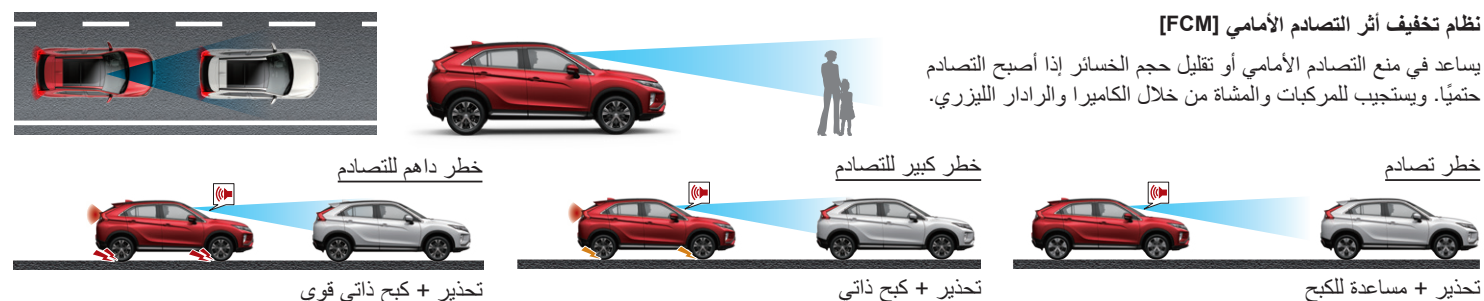 نظام تخفيف أثر التصادم الأمامي [FCM]
يساعد في منع التصادم الأمامي أو تقليل حجم الخسائر إذا أصبح التصادم
حتميًا. ويستجيب للمركبات والمشاة من خلال الكاميرا والرادار الليزري.
خطر تصادم
تحذير + مساعدة للكبح
خطر كبير للتصادم
تحذير + كبح ذاتي
خطر داهم للتصادم
تحذير + كبح ذاتي قوي